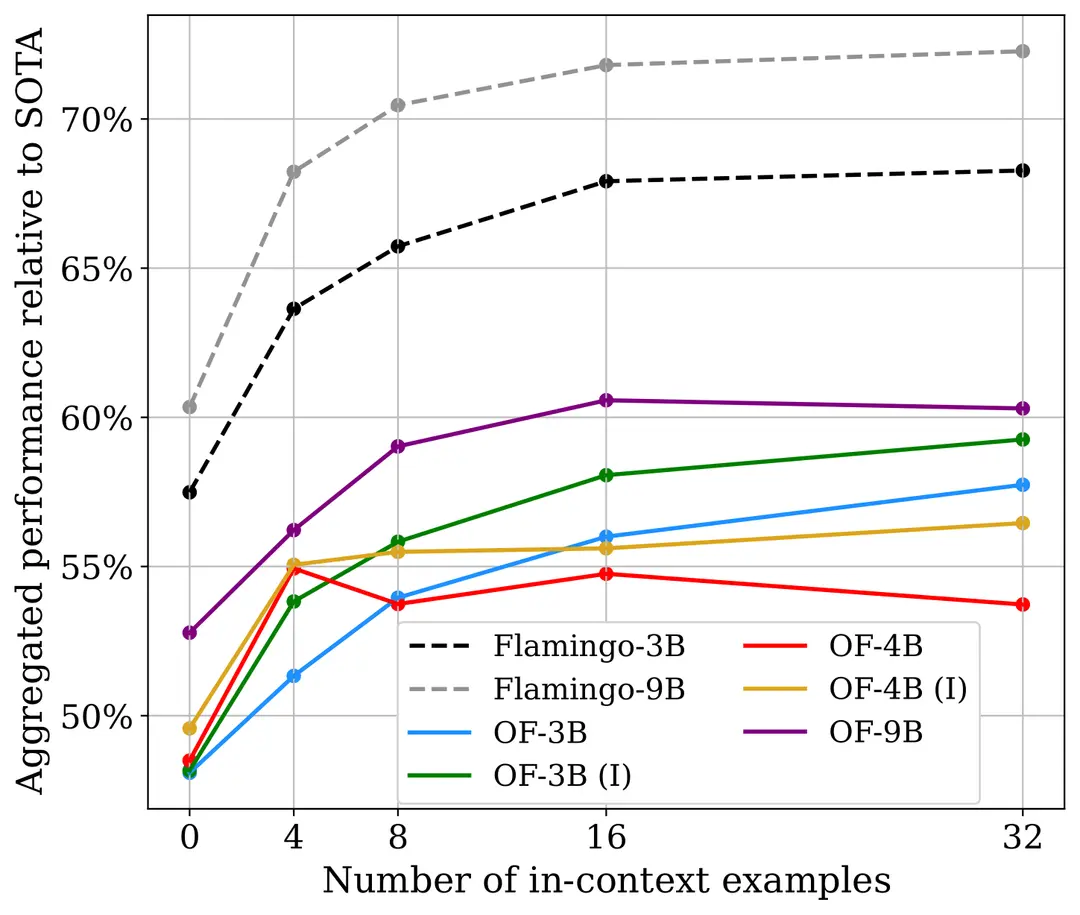 Aggregated performance relative to SOTA
70%
65%
60%
55%
50%
Flamingo-3B
Flamingo-9B
OF-3B
OF-3B (I)
OF-4B
OF-4B (I)
OF-9B
0 4 8 16 32
Number of in-context examples